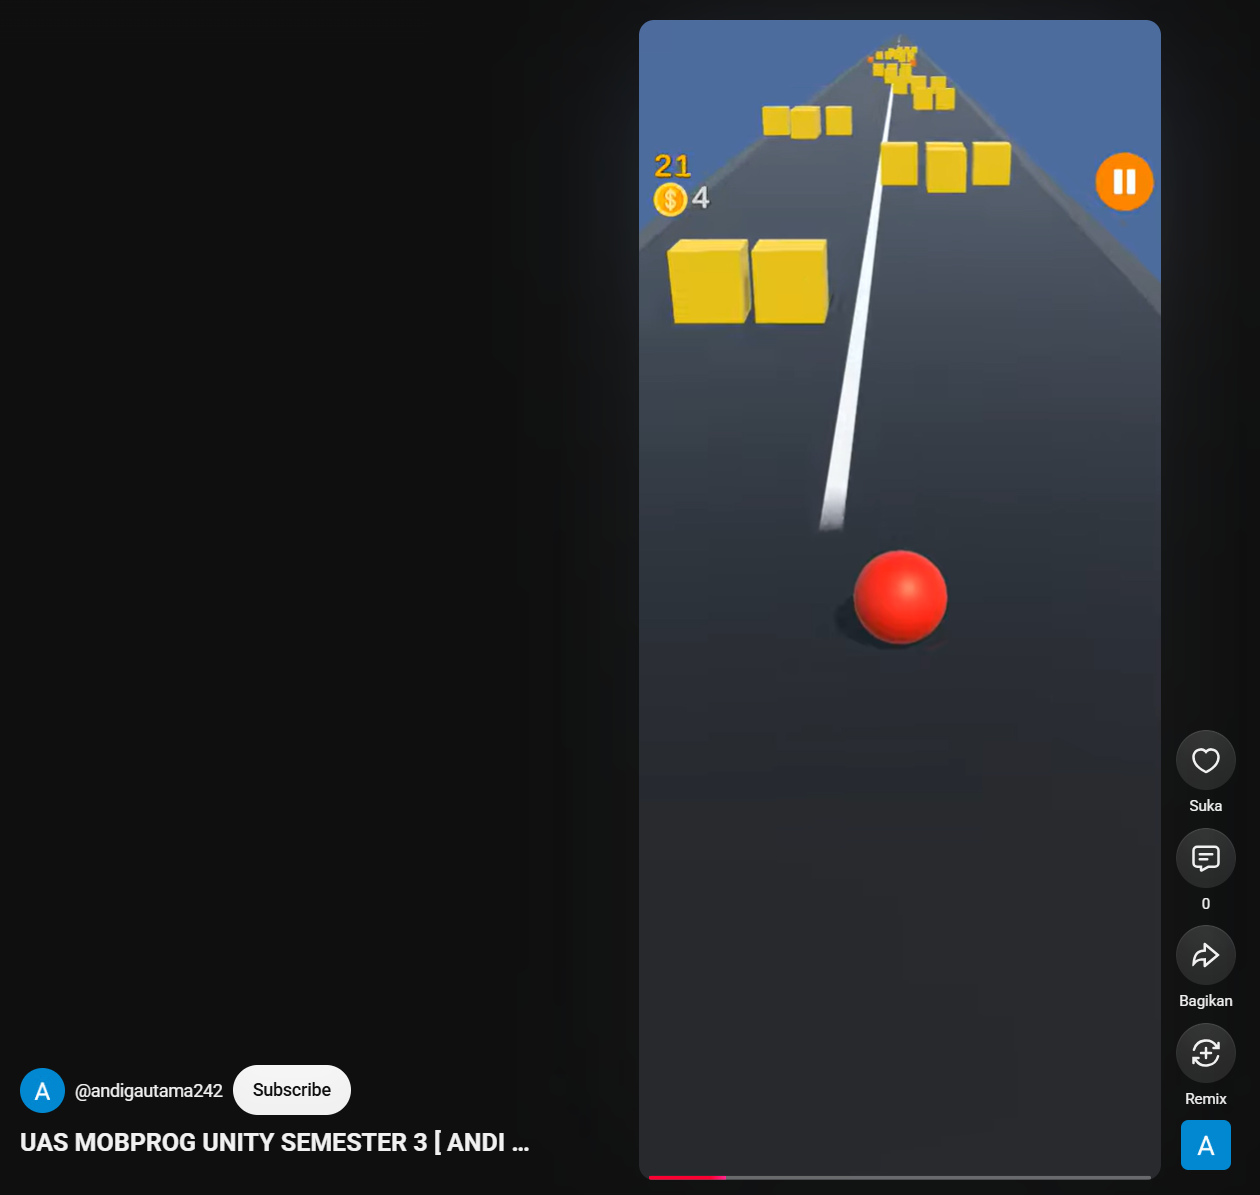 21
$ 4
Suka
0
Bagikan
Remix
A @andigautama242 Subscribe
UAS MOBPROG UNITY SEMESTER 3 [ ANDI ...
A